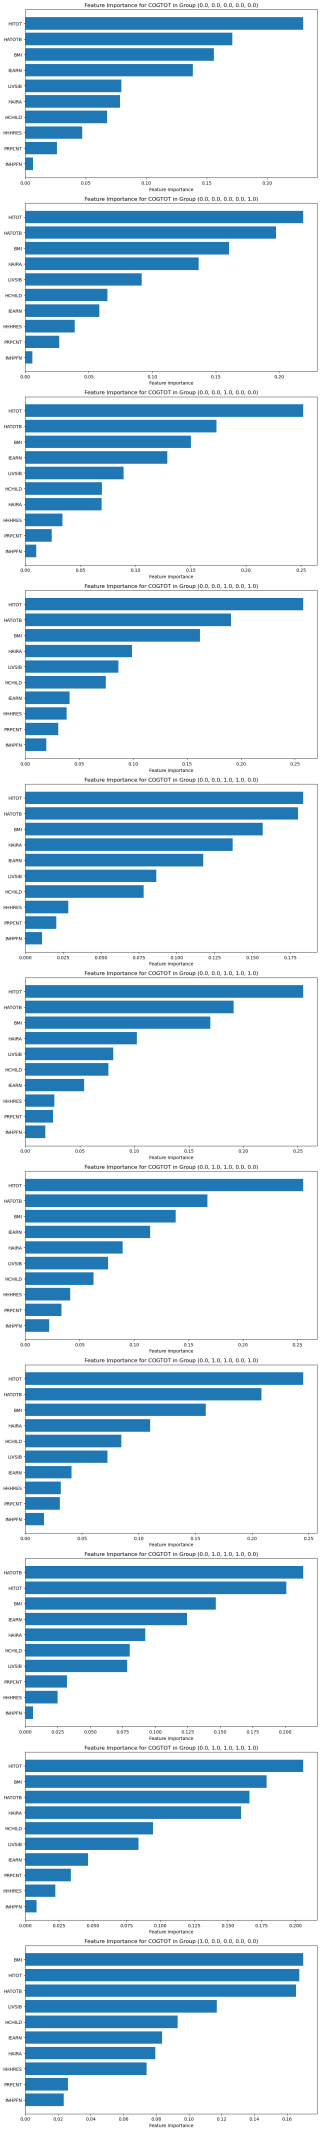 Feature Importance for COGTOT in Group (0.0, 0.0, 0.0, 0.0, 0.0)
HITOT
HATOTB
BMI
IEARN
LIVSIB
HAIRA
HCHILD
HHHRES
PRPCNT
INHPFN
0.00 0.05 0.10 0.15 0.20
Feature Importance
Feature Importance for COGTOT in Group (0.0, 0.0, 0.0, 0.0, 1.0)
HITOT
HATOTB
BMI
HAIRA
LIVSIB
HCHILD
IEARN
HHHRES
PRPCNT
INHPFN
0.00 0.05 0.10 0.15 0.20
Feature Importance
Feature Importance for COGTOT in Group (0.0, 0.0, 1.0, 0.0, 0.0)
HITOT
HATOTB
BMI
IEARN
LIVSIB
HCHILD
HAIRA
HHHRES
PRPCNT
INHPFN
0.00 0.05 0.10 0.15 0.20 0.25
Feature Importance
Feature Importance for COGTOT in Group (0.0, 0.0, 1.0, 0.0, 1.0)
HITOT
HATOTB
BMI
HAIRA
LIVSIB
HCHILD
IEARN
HHHRES
PRPCNT
INHPFN
0.00 0.05 0.10 0.15 0.20 0.25
Feature Importance
Feature Importance for COGTOT in Group (0.0, 0.0, 1.0, 1.0, 0.0)
HITOT
HATOTB
BMI
HAIRA
IEARN
LIVSIB
HCHILD
HHHRES
PRPCNT
INHPFN
0.000 0.025 0.050 0.075 0.100 0.125 0.150 0.175
Feature Importance
Feature Importance for COGTOT in Group (0.0, 0.0, 1.0, 1.0, 1.0)
HITOT
HATOTB
BMI
HAIRA
LIVSIB
HCHILD
IEARN
HHHRES
PRPCNT
INHPFN
0.00 0.05 0.10 0.15 0.20 0.25
Feature Importance
Feature Importance for COGTOT in Group (0.0, 1.0, 1.0, 0.0, 0.0)
HITOT
HATOTB
BMI
IEARN
HAIRA
LIVSIB
HCHILD
HHHRES
PRPCNT
INHPFN
0.00 0.05 0.10 0.15 0.20 0.25
Feature Importance
Feature Importance for COGTOT in Group (0.0, 1.0, 1.0, 0.0, 1.0)
HITOT
HATOTB
BMI
HAIRA
HCHILD
LIVSIB
IEARN
HHHRES
PRPCNT
INHPFN
0.00 0.05 0.10 0.15 0.20 0.25
Feature Importance
Feature Importance for COGTOT in Group (0.0, 1.0, 1.0, 1.0, 0.0)
HATOTB
HITOT
BMI
IEARN
HAIRA
HCHILD
LIVSIB
PRPCNT
HHHRES
INHPFN
0.000 0.025 0.050 0.075 0.100 0.125 0.150 0.175 0.200
Feature Importance
Feature Importance for COGTOT in Group (0.0, 1.0, 1.0, 1.0, 1.0)
HITOT
BMI
HATOTB
HAIRA
HCHILD
LIVSIB
IEARN
PRPCNT
HHHRES
INHPFN
0.000 0.025 0.050 0.075 0.100 0.125 0.150 0.175 0.200
Feature Importance
Feature Importance for COGTOT in Group (1.0, 0.0, 0.0, 0.0, 0.0)
BMI
HITOT
HATOTB
LIVSIB
HCHILD
IEARN
HAIRA
HHHRES
PRPCNT
INHPFN
0.00 0.02 0.04 0.06 0.08 0.10 0.12 0.14 0.16
Feature Importance